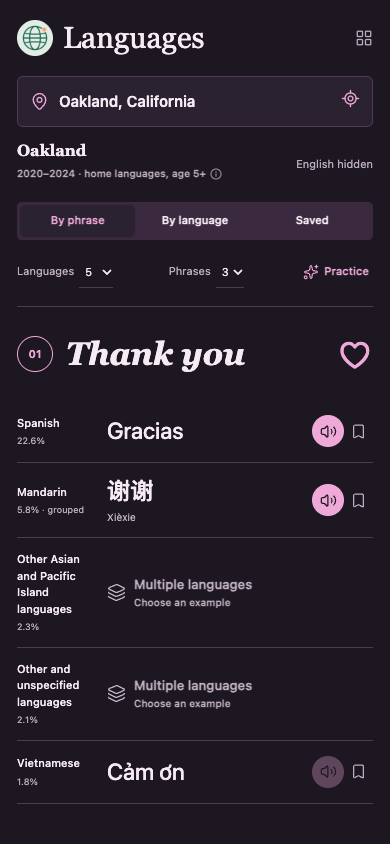 Languages
Oakland, California
Oakland
2020–2024 · home languages, age 5+
English hidden
By phrase
By language
Saved
Languages 5
Phrases 3
Practice
01
Thank you
Spanish
22.6%
Gracias
Mandarin
5.8% · grouped
谢谢
Xièxie
Other Asian
and Pacific
Island
languages
2.3%
Multiple languages
Choose an example
Other and
unspecified
languages
2.1%
Multiple languages
Choose an example
Vietnamese
1.8%
Cảm ơn